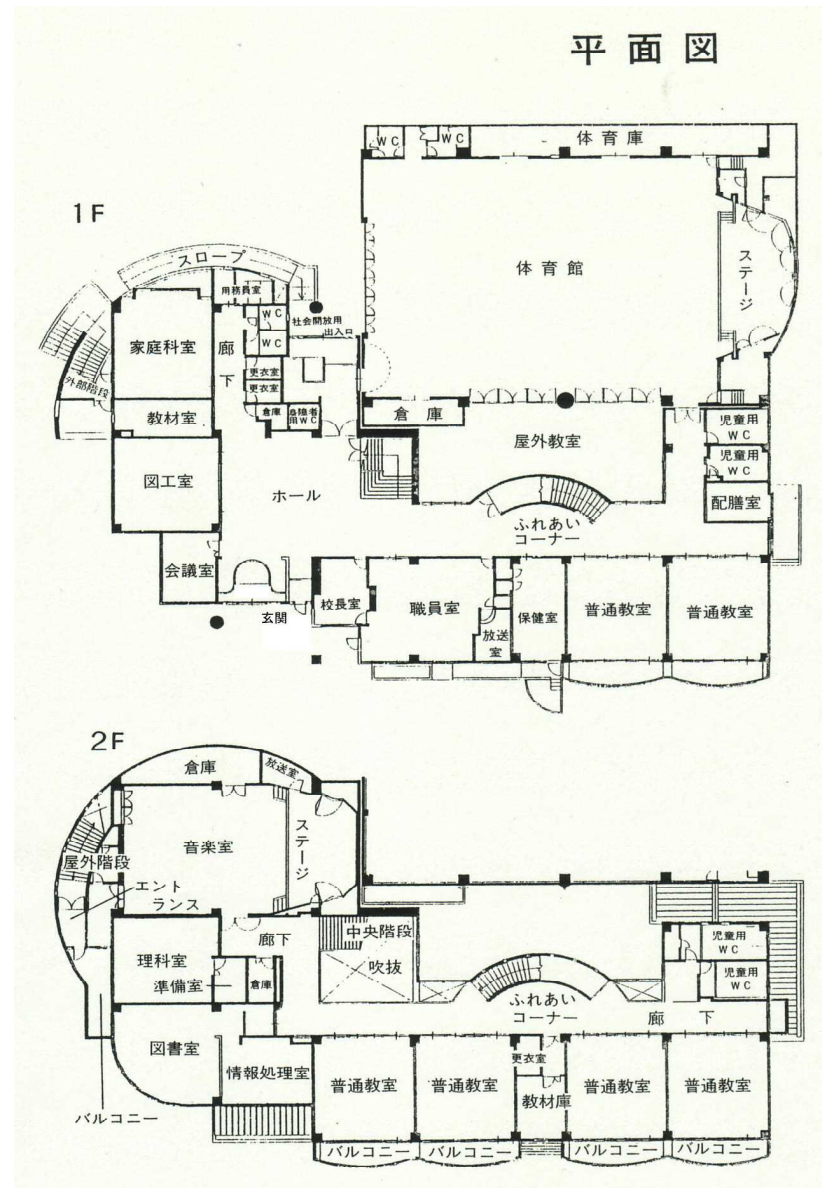 平面図
1F
WC
WC
体育庫
体育館
ステージ
スロープ
用務員室
社会開放用
出入口
WC
WC
家庭科室
廊下
外部階段
更衣室
更衣室
教材室
倉庫
身障者
用WC
倉庫
屋外教室
児童用
WC
児童用
WC
配膳室
図工室
ホール
ふれあい
コーナー
会議室
玄関
校長室
職員室
放送
室
保健室
普通教室
普通教室
2F
倉庫
放送室
音楽室
ステージ
屋外階段
エント
ランス
廊下
中央階段
吹抜
理科室
準備室
倉庫
ふれあい
コーナー
児童用
WC
児童用
WC
廊下
図書室
情報処理室
普通教室
普通教室
更衣室
教材庫
普通教室
普通教室
バルコニー
バルコニー
バルコニー
バルコニー
バルコニー